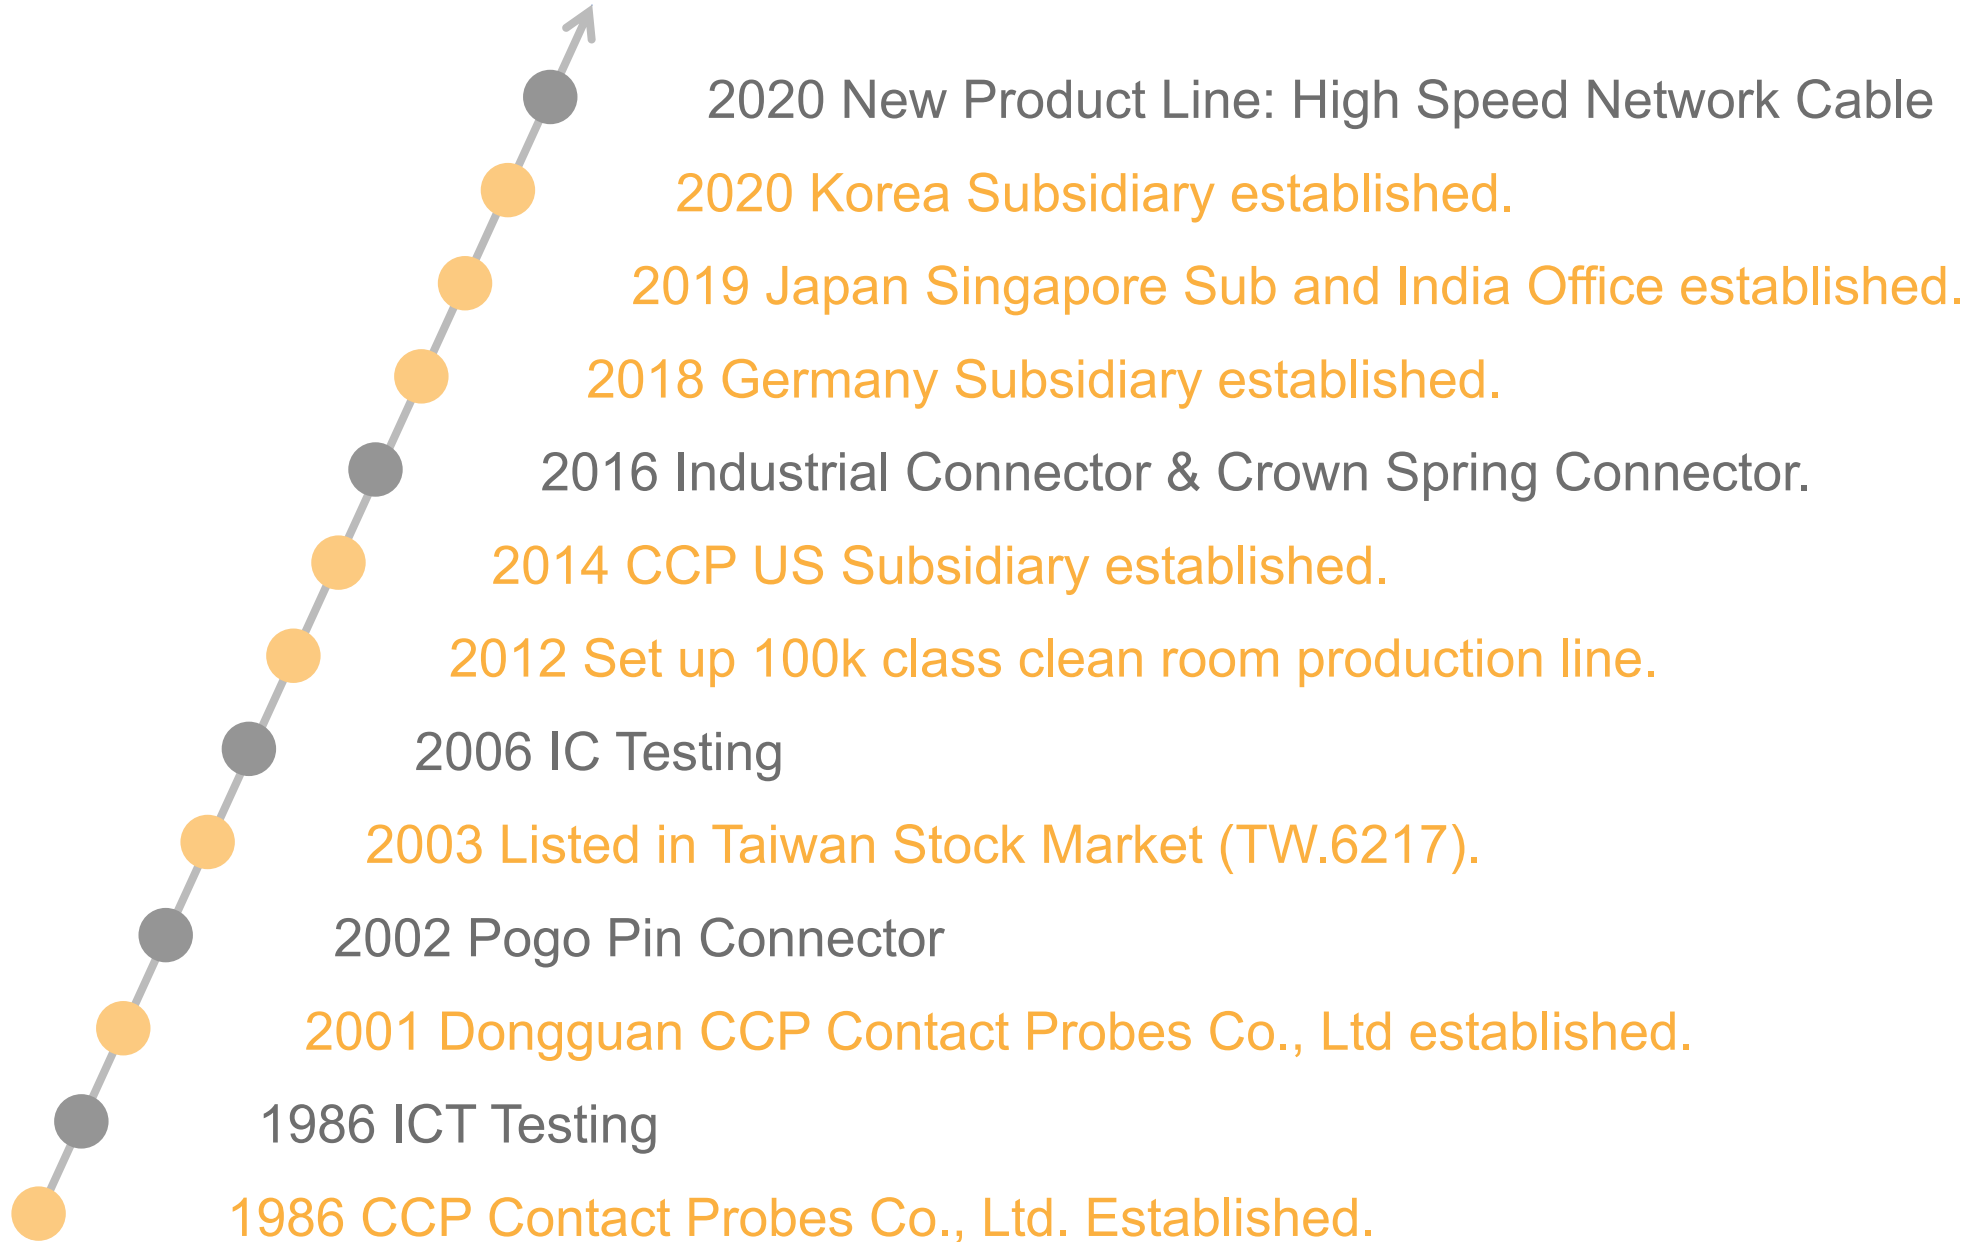 2020 New Product Line: High Speed Network Cable
2020 Korea Subsidiary established.
2019 Japan Singapore Sub and India Office established.
2018 Germany Subsidiary established.
2016 Industrial Connector & Crown Spring Connector.
2014 CCP US Subsidiary established.
2012 Set up 100k class clean room production line.
2006 IC Testing
2003 Listed in Taiwan Stock Market (TW.6217).
2002 Pogo Pin Connector
2001 Dongguan CCP Contact Probes Co., Ltd established.
1986 ICT Testing
1986 CCP Contact Probes Co., Ltd. Established.